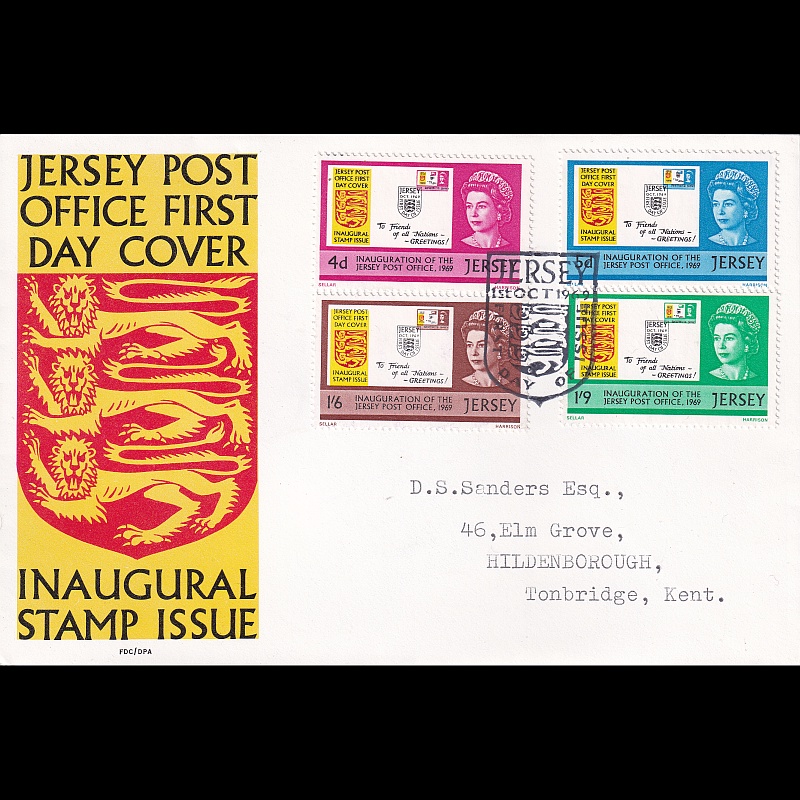 JERSEY POST
OFFICE FIRST
DAY COVER
INAUGURAL
STAMP ISSUE
FDC/DPA
JERSEY POST
OFFICE FIRST
DAY COVER
INAUGURAL
STAMP ISSUE
To Friends
of all Nations -
- GREETINGS!
4d
INAUGURATION OF THE
JERSEY POST OFFICE, 1969
JERSEY
SELLAR
HARRISON
JERSEY POST
OFFICE FIRST
DAY COVER
INAUGURAL
STAMP ISSUE
To Friends
of all Nations -
- GREETINGS!
5d
INAUGURATION OF THE
JERSEY POST OFFICE, 1969
JERSEY
HARRISON
JERSEY POST
OFFICE FIRST
DAY COVER
INAUGURAL
STAMP ISSUE
To Friends
of all Nations -
- GREETINGS!
1'6
INAUGURATION OF THE
JERSEY POST OFFICE, 1969
JERSEY
SELLAR
HARRISON
JERSEY POST
OFFICE FIRST
DAY COVER
INAUGURAL
STAMP ISSUE
To Friends
of all Nations -
- GREETINGS!
1'9
INAUGURATION OF THE
JERSEY POST OFFICE, 1969
JERSEY
SELLAR
HARRISON
JERSEY
1st OCT 1969
DAY OF
D.S.Sanders Esq.,
46,Elm Grove,
HILDENBOROUGH,
Tonbridge, Kent.